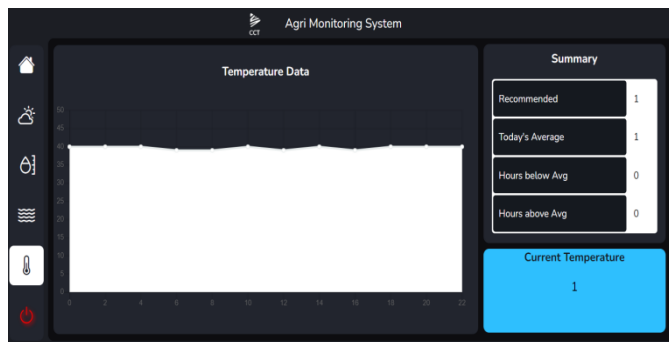 CCT
Agri Monitoring System
Temperature Data
50
45
40
35
30
25
20
15
10
5
0
0 2 4 6 8 10 12 14 16 18 20 22
Summary
Recommended 1
Today's Average 1
Hours below Avg 0
Hours above Avg 0
Current Temperature
1